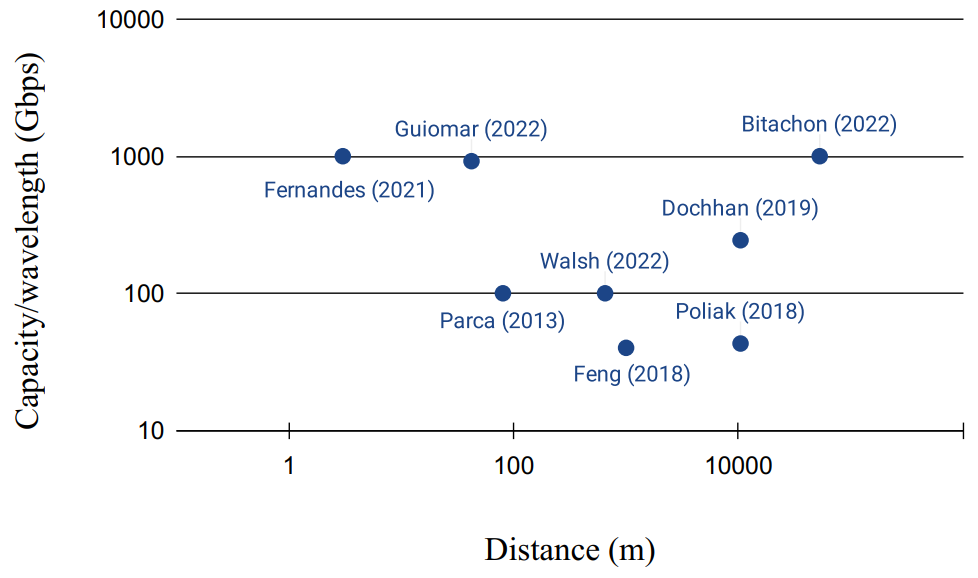 10000
Capacity/wavelength (Gbps)
Bitachon (2022)
Guiomar (2022)
1000
Fernandes (2021)
Dochhan (2019)
Walsh (2022)
100
Poliak (2018)
Parca (2013)
Feng (2018)
10
1
100
10000
Distance (m)